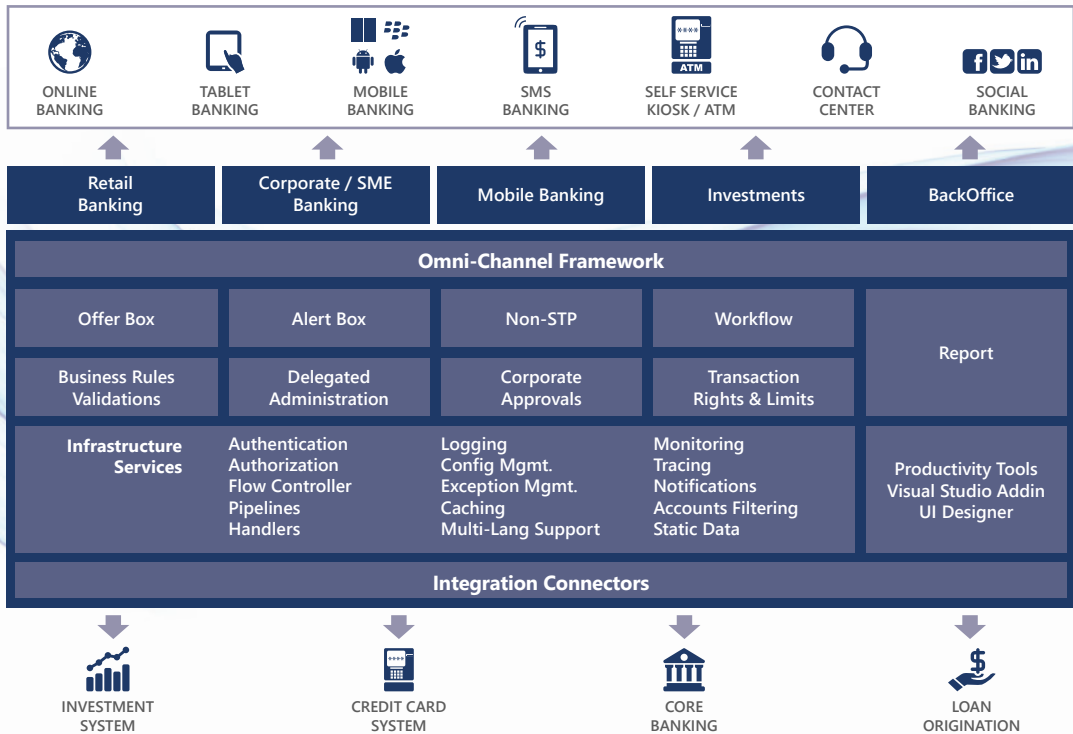 ONLINE
BANKING
TABLET
BANKING
MOBILE
BANKING
$
SMS
BANKING
****
ATM
SELF SERVICE
KIOSK / ATM
CONTACT
CENTER
f in
SOCIAL
BANKING
Retail
Banking
Corporate / SME
Banking
Mobile Banking
Investments
BackOffice
Omni-Channel Framework
Offer Box
Alert Box
Non-STP
Workflow
Report
Business Rules
Validations
Delegated
Administration
Corporate
Approvals
Transaction
Rights & Limits
Infrastructure
Services
Authentication
Authorization
Flow Controller
Pipelines
Handlers
Logging
Config Mgmt.
Exception Mgmt.
Caching
Multi-Lang Support
Monitoring
Tracing
Notifications
Accounts Filtering
Static Data
Productivity Tools
Visual Studio Addin
UI Designer
Integration Connectors
INVESTMENT
SYSTEM
****
CREDIT CARD
SYSTEM
CORE
BANKING
$
LOAN
ORIGINATION